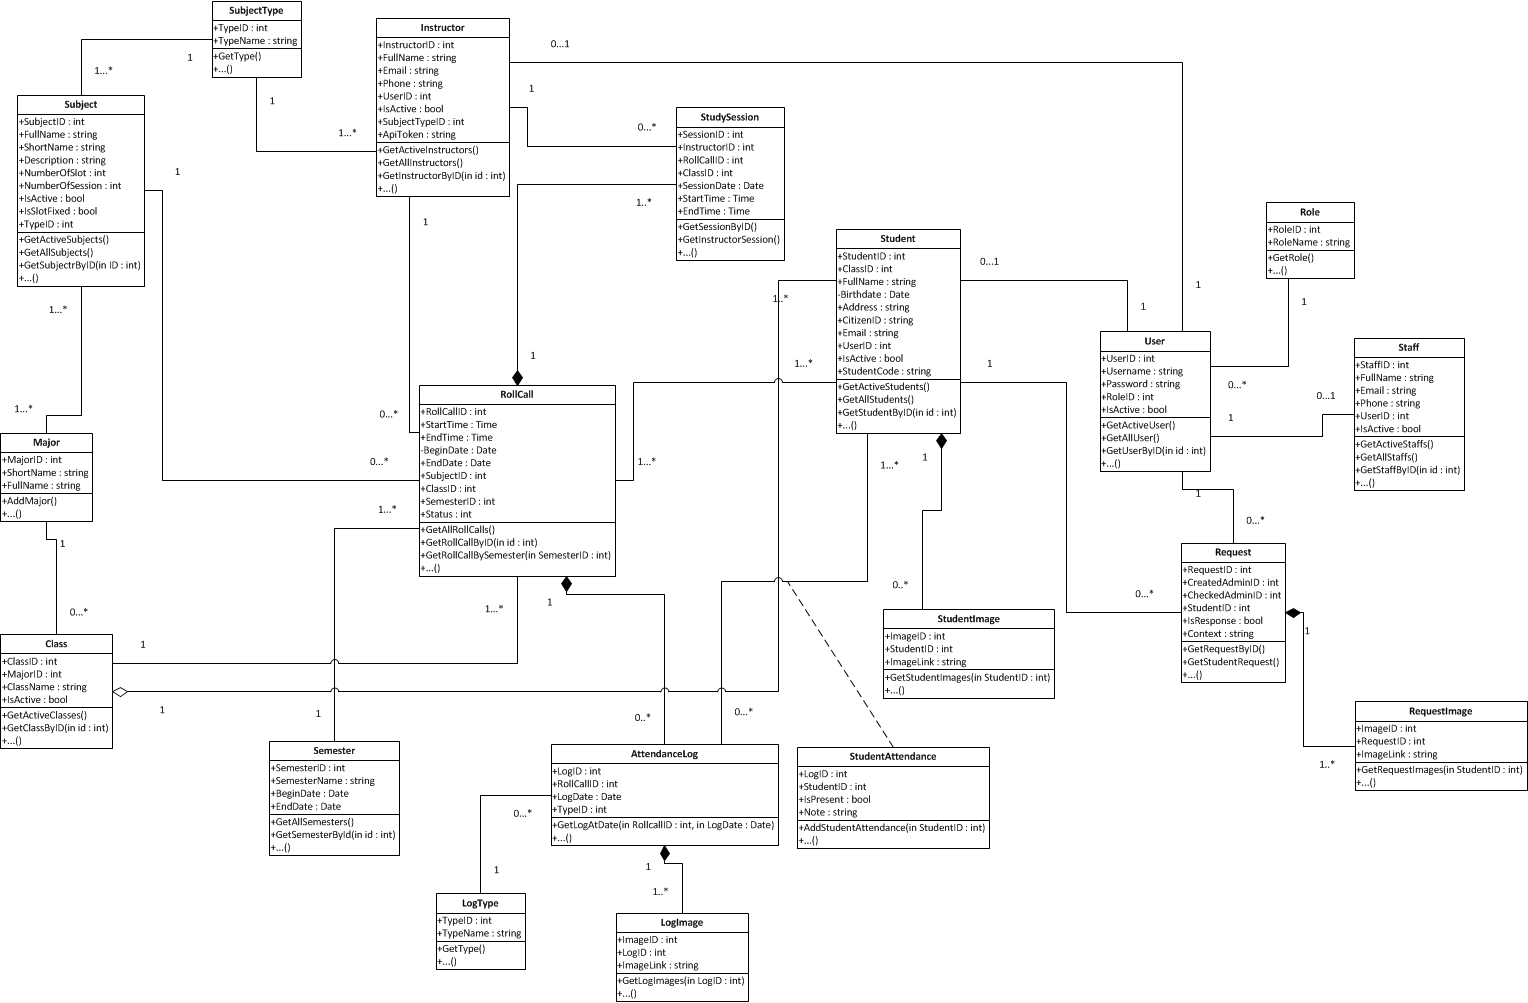 SubjectType
+TypeID : int
+TypeName : string
+GetType()
+...()
Instructor
+InstructorID : int
+FullName : string
+Email : string
+Phone : string
+UserID : int
+IsActive : bool
+SubjectTypeID : int
+ApiToken : string
+GetActiveInstructors()
+GetAllInstructors()
+GetInstructorByID(in id : int)
+...()
0...1
1
1...*
1
1
1...*
0...*
Subject
+SubjectID : int
+FullName : string
+ShortName : string
+Description : string
+NumberOfSlot : int
+NumberOfSession : int
+IsActive : bool
+IsSlotFixed : bool
+TypeID : int
+GetActiveSubjects()
+GetAllSubjects()
+GetSubjectrByID(in ID : int)
+...()
1
StudySession
+SessionID : int
+InstructorID : int
+RollCallID : int
+ClassID : int
+SessionDate : Date
+StartTime : Time
+EndTime : Time
+GetSessionByID()
+GetInstructorSession()
+...()
1..*
1
Role
+RoleID : int
+RoleName : string
+GetRole()
+...()
1
1
Student
+StudentID : int
+ClassID : int
+FullName : string
-Birthdate : Date
+Address : string
+CitizenID : string
+Email : string
+UserID : int
+IsActive : bool
+StudentCode : string
+GetActiveStudents()
+GetAllStudents()
+GetStudentByID(in id : int)
+...()
0...1
1
1..*
1...*
1
User
+UserID : int
+Username : string
+Password : string
+RoleID : int
+IsActive : bool
+GetActiveUser()
+GetAllUser()
+GetUserByID(in id : int)
+...()
0...*
1
0...1
Staff
+StaffID : int
+FullName : string
+Email : string
+Phone : string
+UserID : int
+IsActive : bool
+GetActiveStaffs()
+GetAllStaffs()
+GetStaffByID(in id : int)
+...()
1...*
1...*
Major
+MajorID : int
+ShortName : string
+FullName : string
+AddMajor()
+...()
1
0...*
1
0...*
0...*
1...*
RollCall
+RollCallID : int
+StartTime : Time
+EndTime : Time
-BeginDate : Date
+EndDate : Date
+SubjectID : int
+ClassID : int
+SemesterID : int
+Status : int
+GetAllRollCalls()
+GetRollCallByID(in id : int)
+GetRollCallBySemester(in SemesterID : int)
+...()
1...*
1...*
1
1...*
1
0..*
1
0...*
0...*
Request
+RequestID : int
+CreatedAdminID : int
+CheckedAdminID : int
+StudentID : int
+IsResponse : bool
+Context : string
+GetRequestByID()
+GetStudentRequest()
+...()
1
1..*
StudentImage
+ImageID : int
+StudentID : int
+ImageLink : string
+GetStudentImages(in StudentID : int)
+...()
Class
+ClassID : int
+MajorID : int
+ClassName : string
+IsActive : bool
+GetActiveClasses()
+GetClassByID(in id : int)
+...()
1
1
1
RequestImage
+ImageID : int
+RequestID : int
+ImageLink : string
+GetRequestImages(in StudentID : int)
+...()
Semester
+SemesterID : int
+SemesterName : string
+BeginDate : Date
+EndDate : Date
+GetAllSemesters()
+GetSemesterById(in id : int)
+...()
0..*
0...*
AttendanceLog
+LogID : int
+RollCallID : int
+LogDate : Date
+TypeID : int
+GetLogAtDate(in RollcallID : int, in LogDate : Date)
+...()
StudentAttendance
+LogID : int
+StudentID : int
+IsPresent : bool
+Note : string
+AddStudentAttendance(in StudentID : int)
+...()
0...*
1
1
1..*
LogType
+TypeID : int
+TypeName : string
+GetType()
+...()
LogImage
+ImageID : int
+LogID : int
+ImageLink : string
+GetLogImages(in LogID : int)
+...()